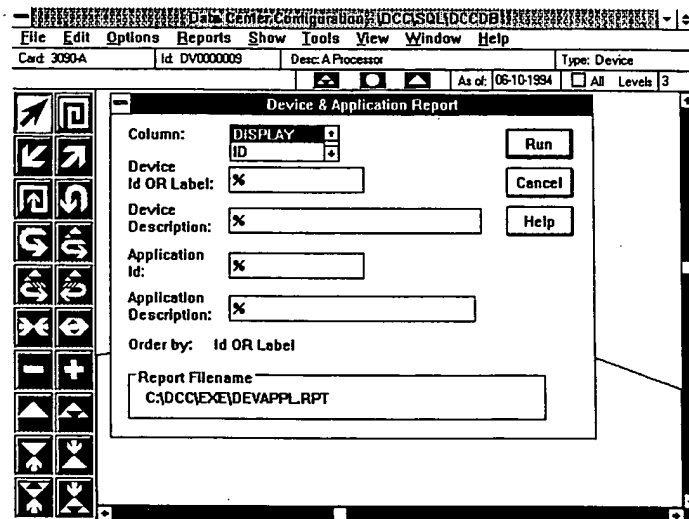 Data Center Configuration: \DCC\SQL\DCCDB
File Edit Options Reports Show Tools View Window Help
Card: 3090-A Id: DV0000009 Desc: A Processor Type: Device
As of: 06-10-1994 All Levels 3
Device & Application Report
Column: DISPLAY
ID
Run
Device
Id OR Label: %
Cancel
Device
Description: %
Help
Application
Id: %
Application
Description: %
Order by: Id OR Label
Report Filename
C:\DCC\EXE\DEVAPPL.RPT